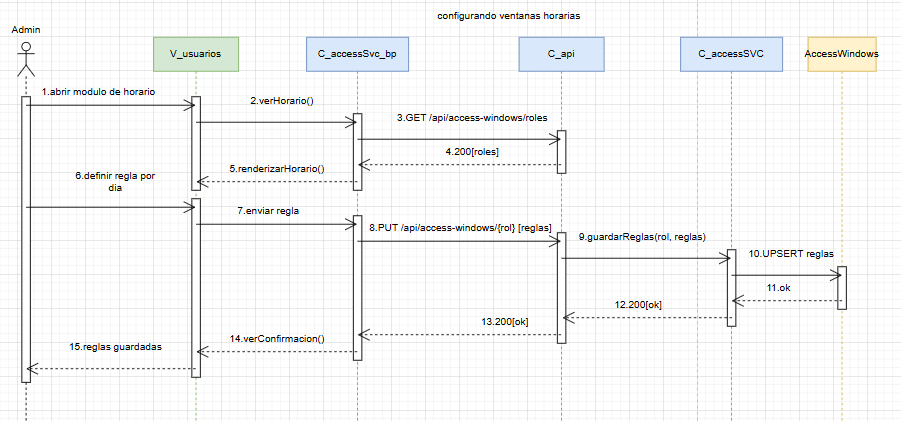 configurando ventanas horarias
Admin
V_usuarios
C_accessSvc_bp
C_api
C_accessSVC
AccessWindows
1.abrir modulo de horario
2.verHorario()
3.GET /api/access-windows/roles
4.200[roles]
5.renderizarHorario()
6.definir regla por
dia
7.enviar regla
8.PUT /api/access-windows/{rol} [reglas]
9.guardarReglas(rol, reglas)
10.UPSERT reglas
11.ok
12.200[ok]
13.200[ok]
14.verConfirmacion()
15.reglas guardadas